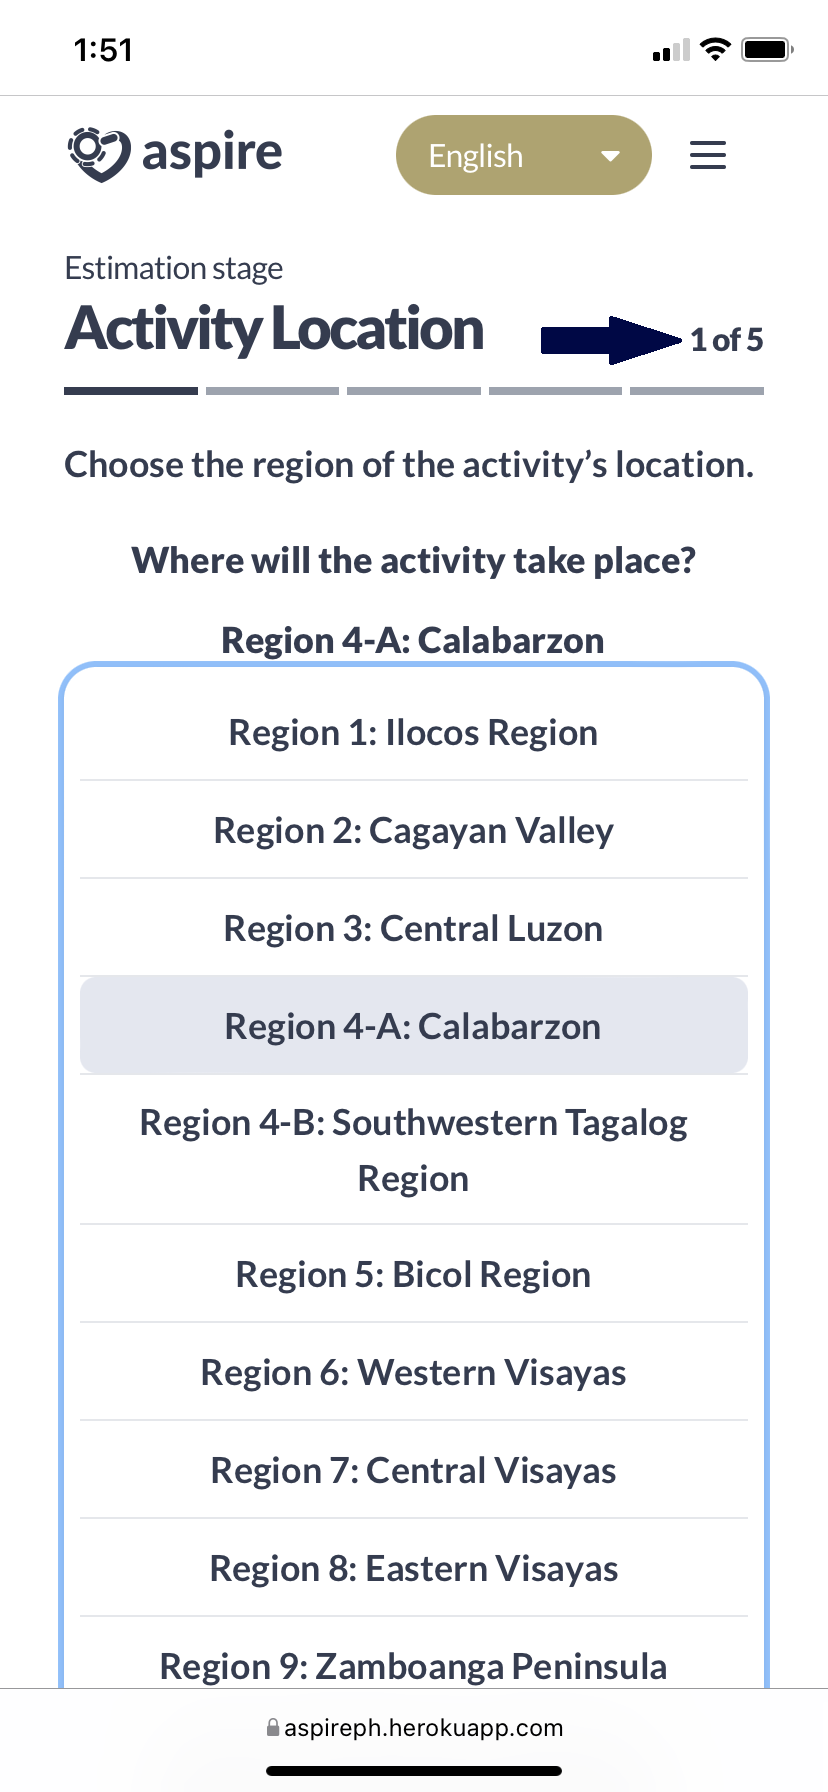 1:51
aspire
English
Estimation stage
Activity Location
1 of 5
Choose the region of the activity’s location.
Where will the activity take place?
Region 4-A: Calabarzon
Region 1: Ilocos Region
Region 2: Cagayan Valley
Region 3: Central Luzon
Region 4-A: Calabarzon
Region 4-B: Southwestern Tagalog
Region
Region 5: Bicol Region
Region 6: Western Visayas
Region 7: Central Visayas
Region 8: Eastern Visayas
Region 9: Zamboanga Peninsula
aspireph.herokuapp.com